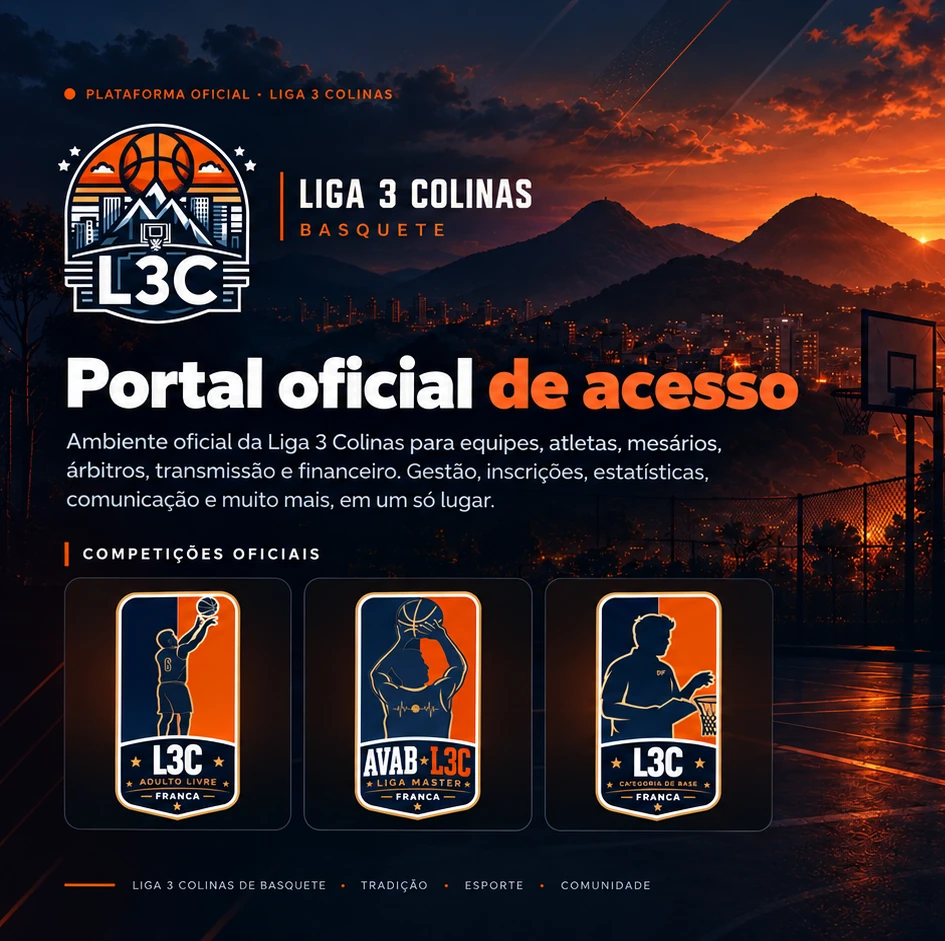 PLATAFORMA OFICIAL • LIGA 3 COLINAS
L3C
LIGA 3 COLINAS
BASQUETE
Portal oficial de acesso
Ambiente oficial da Liga 3 Colinas para equipes, atletas, mesários,
árbitros, transmissão e financeiro. Gestão, inscrições, estatísticas,
comunicação e muito mais, em um só lugar.
COMPETIÇÕES OFICIAIS
6
L3C
ADULTO LIVRE
FRANCA
AVAB★L3C
LIGA MASTER
FRANCA
L3C
CATEGORIA DE BASE
FRANCA
LIGA 3 COLINAS DE BASQUETE • TRADIÇÃO • ESPORTE • COMUNIDADE